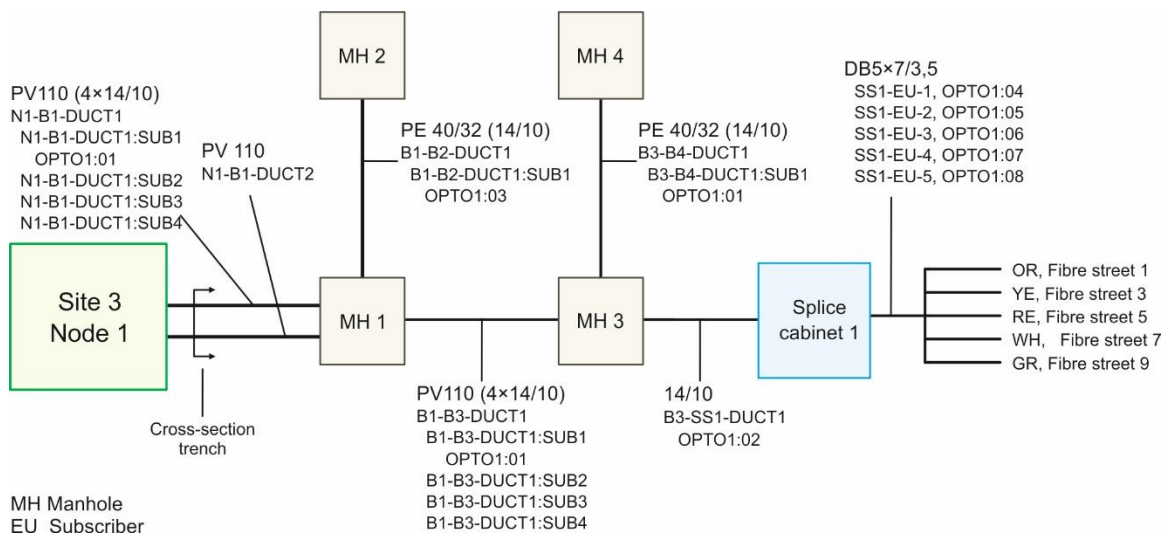 MH 2
MH 4
PV110 (4×14/10)
N1-B1-DUCT1
N1-B1-DUCT1:SUB1
OPTO1:01
N1-B1-DUCT1:SUB2
N1-B1-DUCT1:SUB3
N1-B1-DUCT1:SUB4
PV 110
N1-B1-DUCT2
PE 40/32 (14/10)
B1-B2-DUCT1
B1-B2-DUCT1:SUB1
OPTO1:03
PE 40/32 (14/10)
B3-B4-DUCT1
B3-B4-DUCT1:SUB1
OPTO1:01
DB5×7/3,5
SS1-EU-1, OPTO1:04
SS1-EU-2, OPTO1:05
SS1-EU-3, OPTO1:06
SS1-EU-4, OPTO1:07
SS1-EU-5, OPTO1:08
Site 3
Node 1
MH 1
MH 3
Splice
cabinet 1
OR, Fibre street 1
YE, Fibre street 3
RE, Fibre street 5
WH, Fibre street 7
GR, Fibre street 9
Cross-section
trench
PV110 (4×14/10)
B1-B3-DUCT1
B1-B3-DUCT1:SUB1
OPTO1:01
B1-B3-DUCT1:SUB2
B1-B3-DUCT1:SUB3
B1-B3-DUCT1:SUB4
14/10
B3-SS1-DUCT1
OPTO1:02
MH Manhole
EU Subscriber